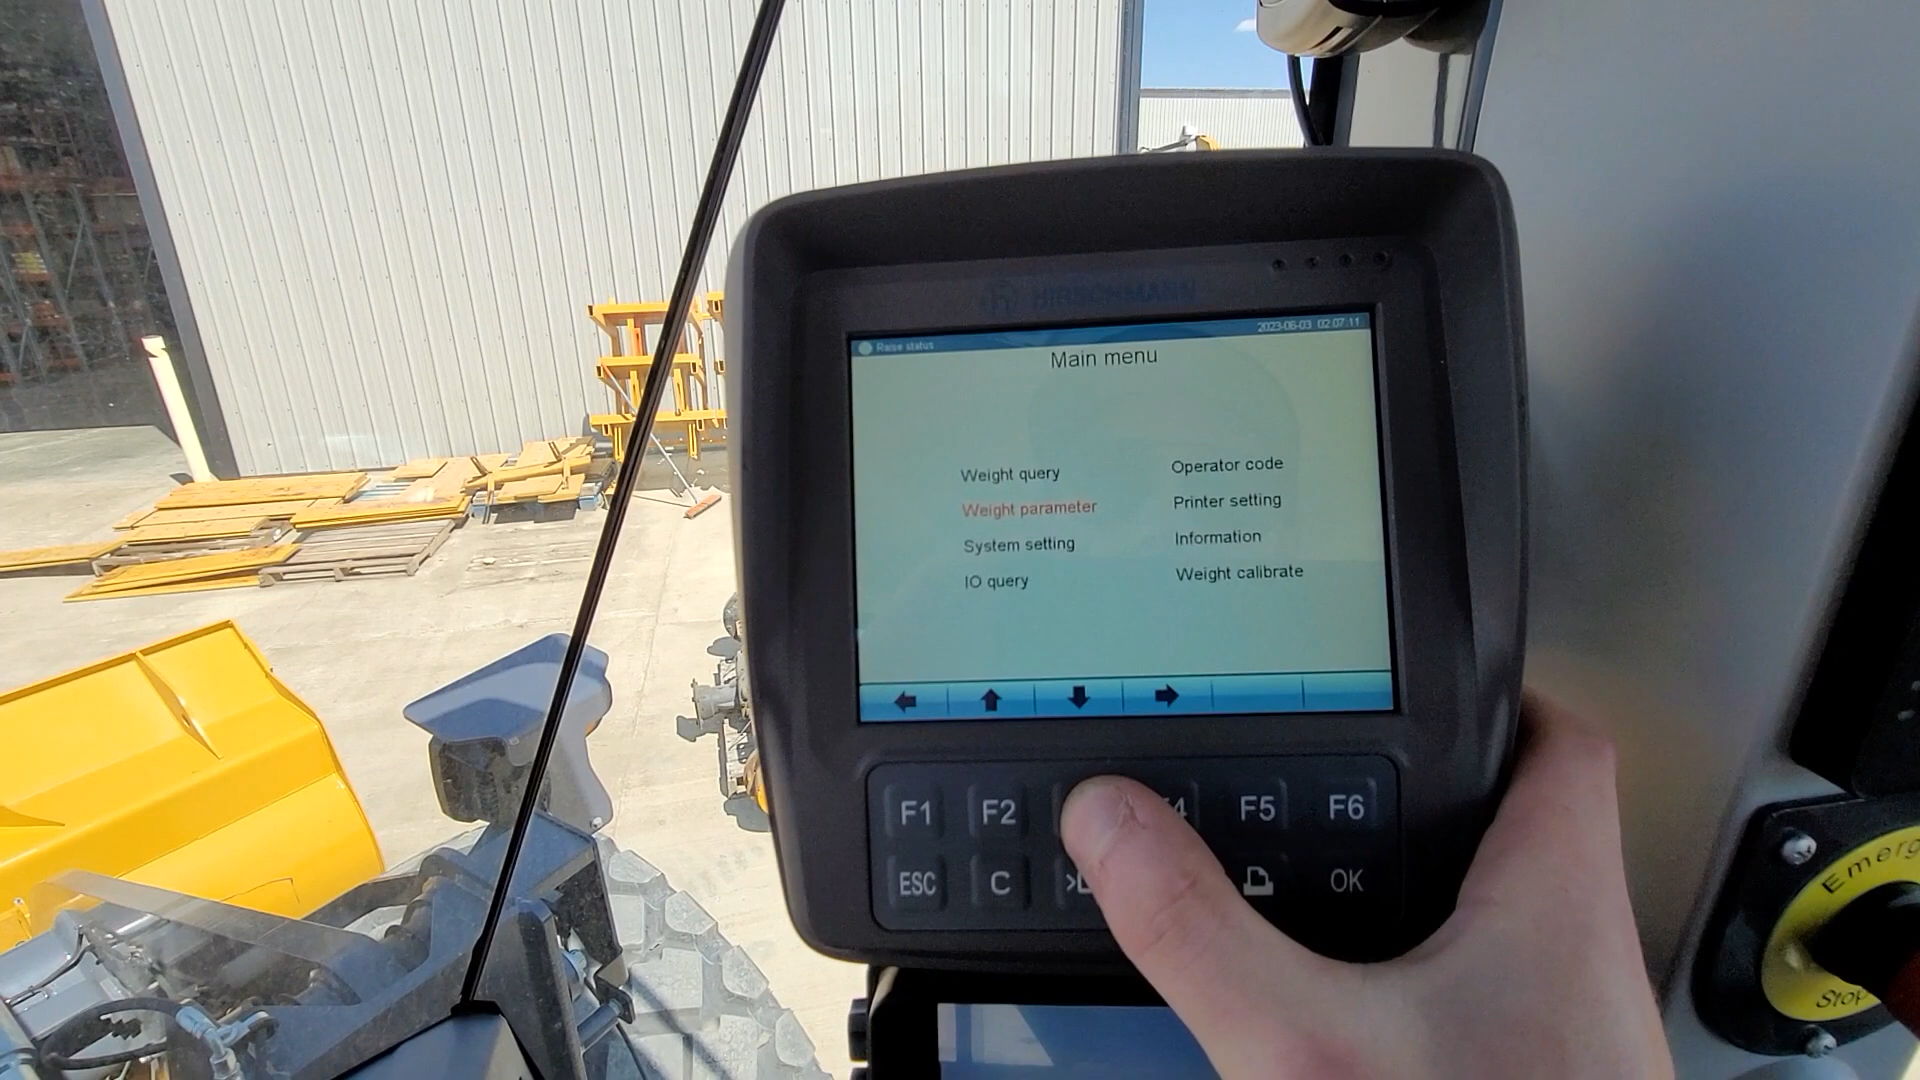 HIRSCHMANN
Raise status
2023-06-03 02:07:11
Main menu
Weight query
Operator code
Weight parameter
Printer setting
System setting
Information
IO query
Weight calibrate
F1
F2
F5
F6
ESC
C
OK
Stop